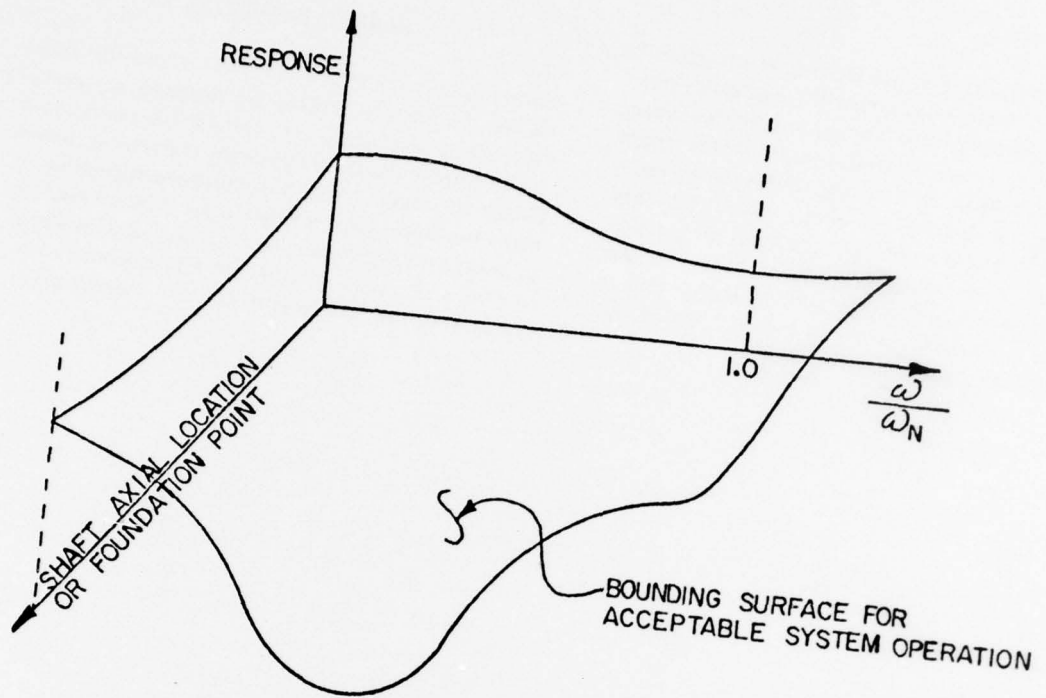 RESPONSE
1.0
ω
ω_N
SHAFT AXIAL LOCATION
OR FOUNDATION POINT
BOUNDING SURFACE FOR
ACCEPTABLE SYSTEM OPERATION